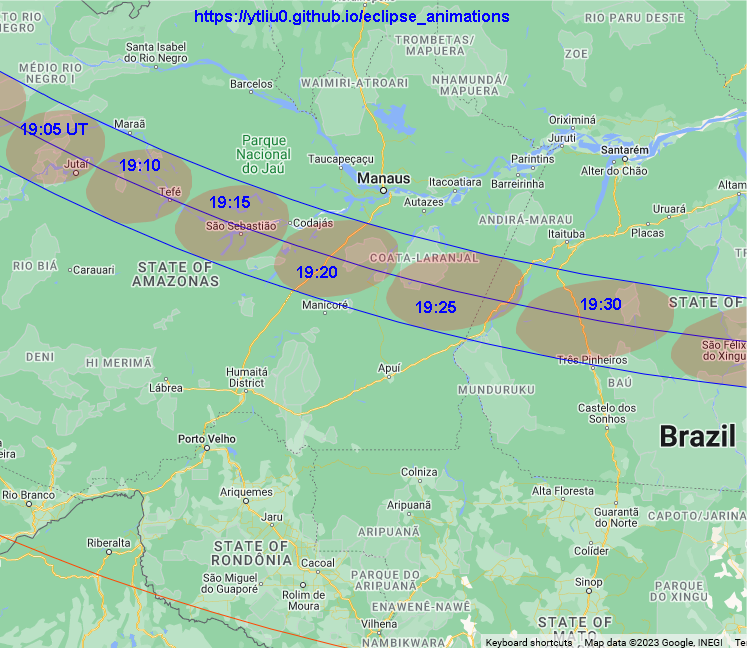 https://ytliu0.github.io/eclipse_animations
RIO PARU DESTE
TROMBETAS/
MAPUERA
Santa Isabel
do Rio Negro
ZOE
MÉDIO RIO
NEGRO I
Barcelos
WAIMIRI-ATROARI
NHAMUNDÁ/
MAPUERA
Oriximiná
19:05 UT
Maraã
Parque
Nacional
do Jaú
Juruti
Santarém
Taucapeçaçu
Parintins
Alter do Chão
Jutaí
19:10
Manaus
Itacoatiara
Barreirinha
Altam
Tefé
19:15
Autazes
Uruará
ANDIRÁ-MARAU
Placas
São Sebastião
Codajás
Itaituba
RIO BIÁ
Carauari
STATE OF
AMAZONAS
19:20
COATA-LARANJAL
Manicoré
19:25
19:30
STATE OF
São Félix
do Xingu
DENI
HI MERIMÃ
Três Pinheiros
Humaitá
District
Apuí
Lábrea
MUNDURUKU
BAÚ
Castelo dos
Sonhos
Brazil
Porto Velho
Colniza
Rio Branco
Ariquemes
Alta Floresta
Jaru
Aripuanã
Guarantã
do Norte
CAPOTO/JARINA
ARIPUANÃ
Riberalta
STATE OF
RONDÔNIA
Colíder
Cacoal
São Miguel
do Guaporé
PARQUE DO
ARIPUANÃ
Sinop
PARQUE
DO XINGU
Rolim de
Moura
ENAWENÊ-NAWÊ
Vilhena
STATE OF
MATO
NAMBIKWARA
Keyboard shortcuts
Map data ©2023 Google, INEGI
Te